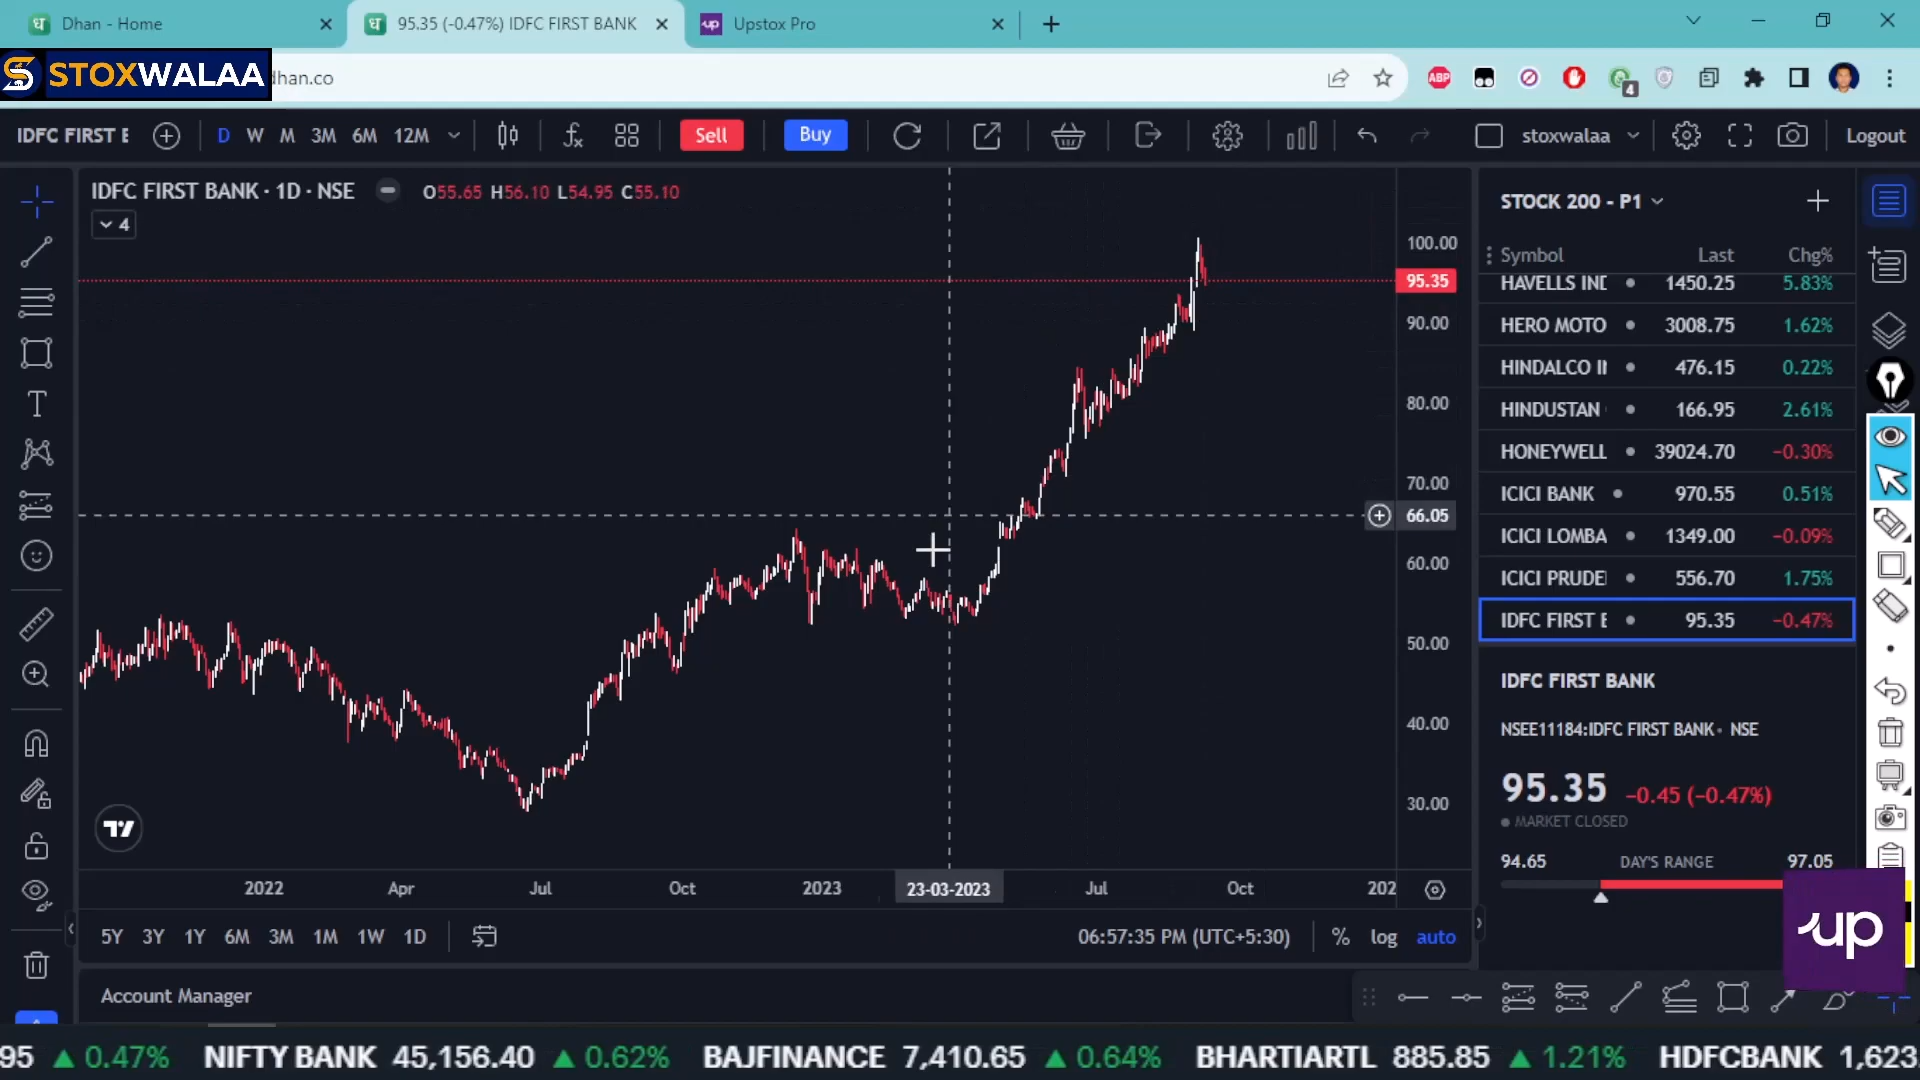 Dhan - Home
95.35 (-0.47%) IDFC FIRST BANK
Upstox Pro
STOXWALAA
dhan.co
ABP
4
IDFC FIRST
D W M 3M 6M 12M
Sell
Buy
stoxwalaa
Logout
IDFC FIRST BANK · 1D · NSE
O55.65 H56.10 L54.95 C55.10
4
100.00
95.35
90.00
80.00
70.00
66.05
60.00
50.00
40.00
30.00
2022 Apr Jul Oct 2023 23-03-2023 Jul Oct 202
5Y 3Y 1Y 6M 3M 1M 1W 1D
06:57:35 PM (UTC+5:30)
% log auto
Account Manager
STOCK 200 - P1
Symbol Last Chg%
HAVELLS IND 1450.25 5.83%
HERO MOTO 3008.75 1.62%
HINDALCO 476.15 0.22%
HINDUSTAN 166.95 2.61%
HONEYWELL 39024.70 −0.30%
ICICI BANK 970.55 0.51%
ICICI LOMBA 1349.00 −0.09%
ICICI PRUDE 556.70 1.75%
IDFC FIRST 95.35 −0.47%
IDFC FIRST BANK
NSEE11184:IDFC FIRST BANK · NSE
95.35 −0.45 (−0.47%)
MARKET CLOSED
94.65 DAY'S RANGE 97.05
up
95 ▲ 0.47% NIFTY BANK 45,156.40 ▲ 0.62% BAJFINANCE 7,410.65 ▲ 0.64% BHARTIARTL 885.85 ▲ 1.21% HDFCBANK 1,623